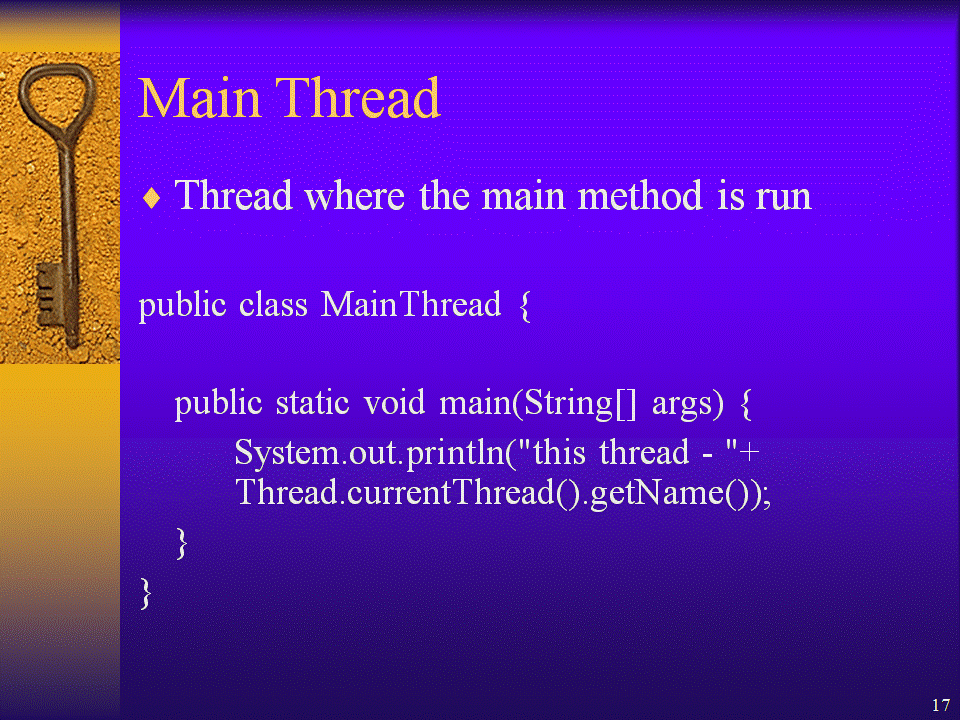 Main Thread
♦ Thread where the main method is run
public class MainThread {
public static void main(String[] args) {
System.out.println("this thread - "+
Thread.currentThread().getName());
}
}
17